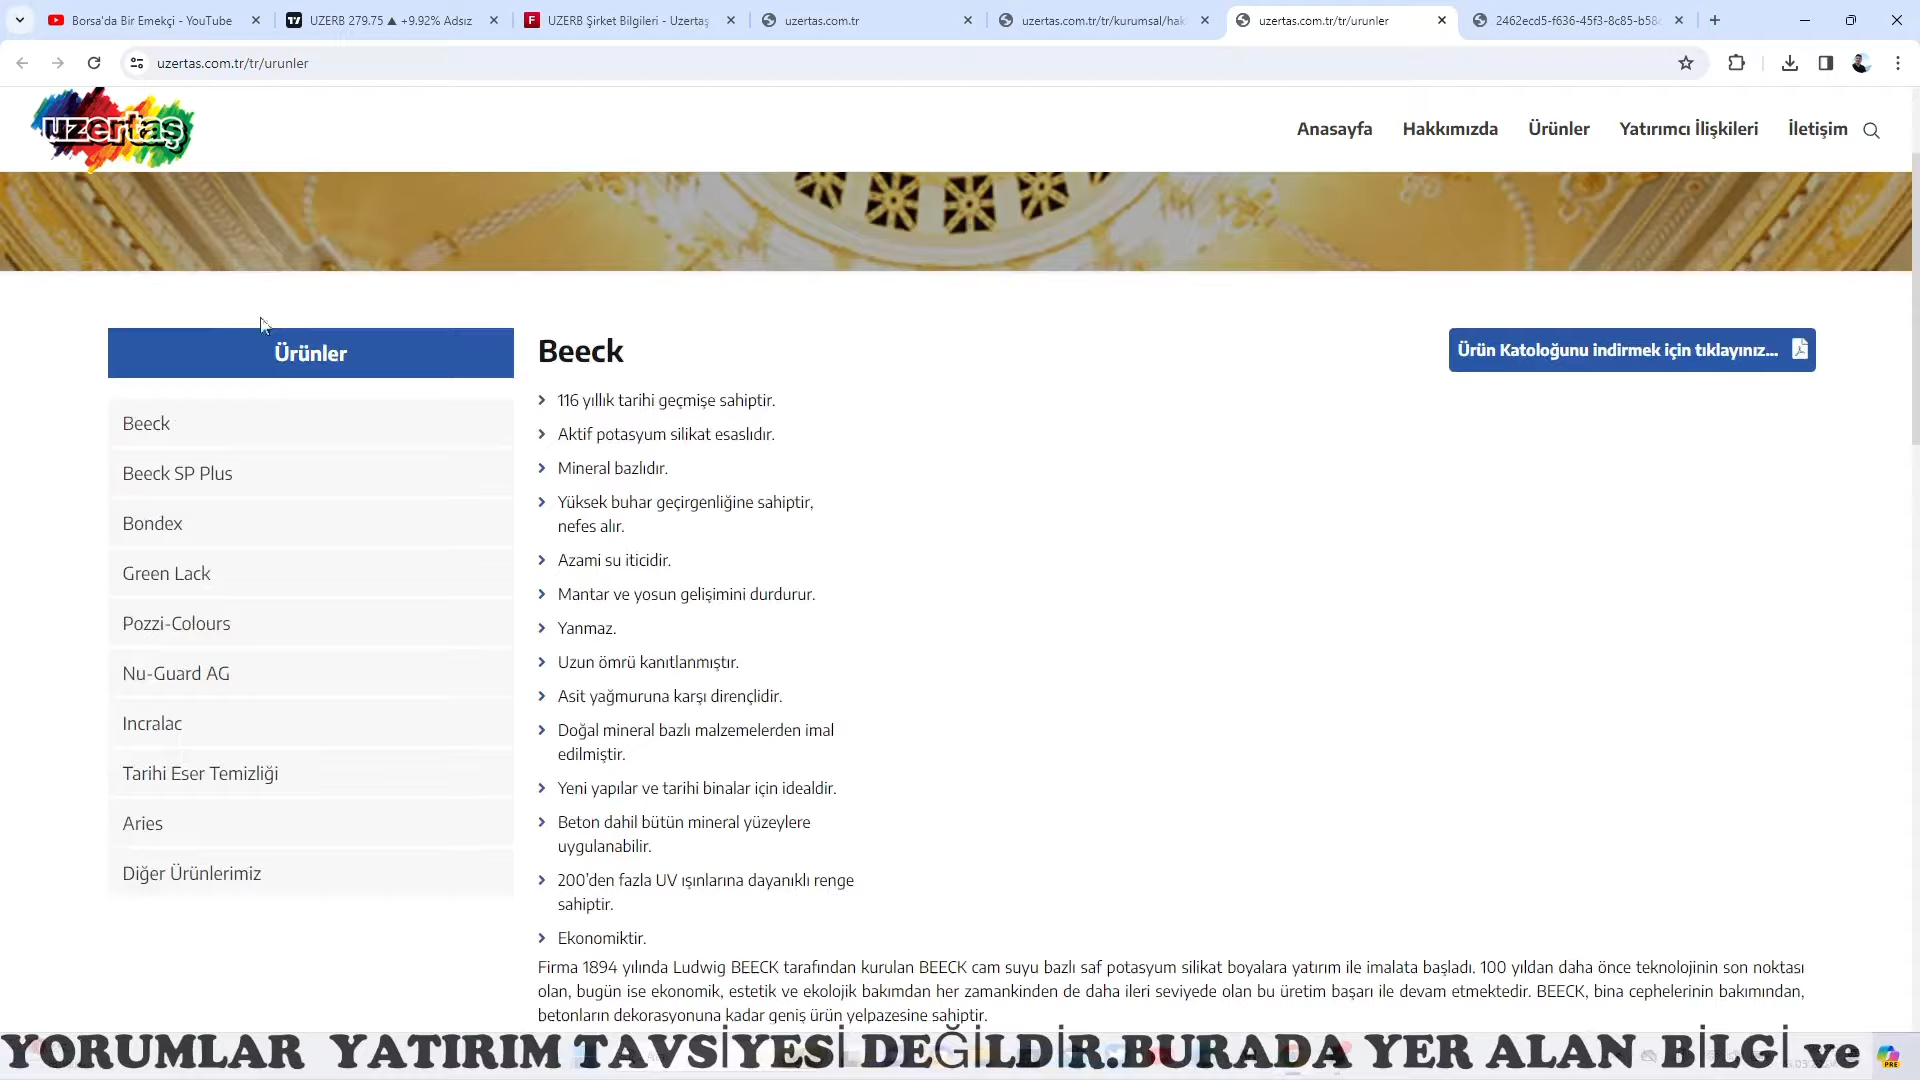 Borsa'da Bir Emekçi - YouTube
UZERB 279.75 ▲ +9.92% Adsız
UZERB Şirket Bilgileri - Uzertaş
uzertas.com.tr
uzertas.com.tr/tr/kurumsal/hak
uzertas.com.tr/tr/urunler
2462ecd5-f636-45f3-8c85-b58
uzertas.com.tr/tr/urunler
uzertaş
Anasayfa
Hakkımızda
Ürünler
Yatırımcı İlişkileri
İletişim
Ürünler
Beeck
Beeck SP Plus
Bondex
Green Lack
Pozzi-Colours
Nu-Guard AG
Incralac
Tarihi Eser Temizliği
Aries
Diğer Ürünlerimiz
Beeck
Ürün Katoloğunu indirmek için tıklayınız...
116 yıllık tarihi geçmişe sahiptir.
Aktif potasyum silikat esaslıdır.
Mineral bazlıdır.
Yüksek buhar geçirgenliğine sahiptir,
nefes alır.
Azami su iticidir.
Mantar ve yosun gelişimini durdurur.
Yanmaz.
Uzun ömrü kanıtlanmıştır.
Asit yağmuruna karşı dirençlidir.
Doğal mineral bazlı malzemelerden imal
edilmiştir.
Yeni yapılar ve tarihi binalar için idealdir.
Beton dahil bütün mineral yüzeylere
uygulanabilir.
200’den fazla UV ışınlarına dayanıklı renge
sahiptir.
Ekonomiktir.
Firma 1894 yılında Ludwig BEECK tarafından kurulan BEECK cam suyu bazlı saf potasyum silikat boyalara yatırım ile imalata başladı. 100 yıldan daha önce teknolojinin son noktası
olan, bugün ise ekonomik, estetik ve ekolojik bakımdan her zamankinden de daha ileri seviyede olan bu üretim başarı ile devam etmektedir. BEECK, bina cephelerinin bakımından,
betonların dekorasyonuna kadar geniş ürün yelpazesine sahiptir.
YORUMLAR YATIRIM TAVSİYESİ DEĞİLDİR.BURADA YER ALAN BİLGİ ve